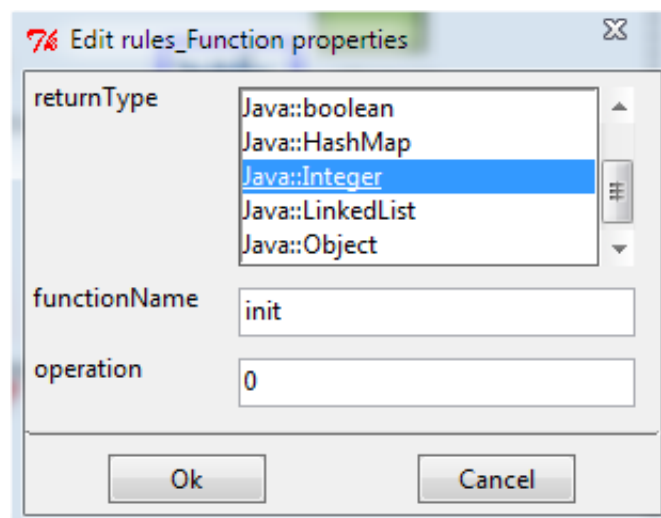 Edit rules_Function properties
returnType
Java::boolean
Java::HashMap
Java::Integer
Java::LinkedList
Java::Object
functionName
init
operation
0
Ok
Cancel